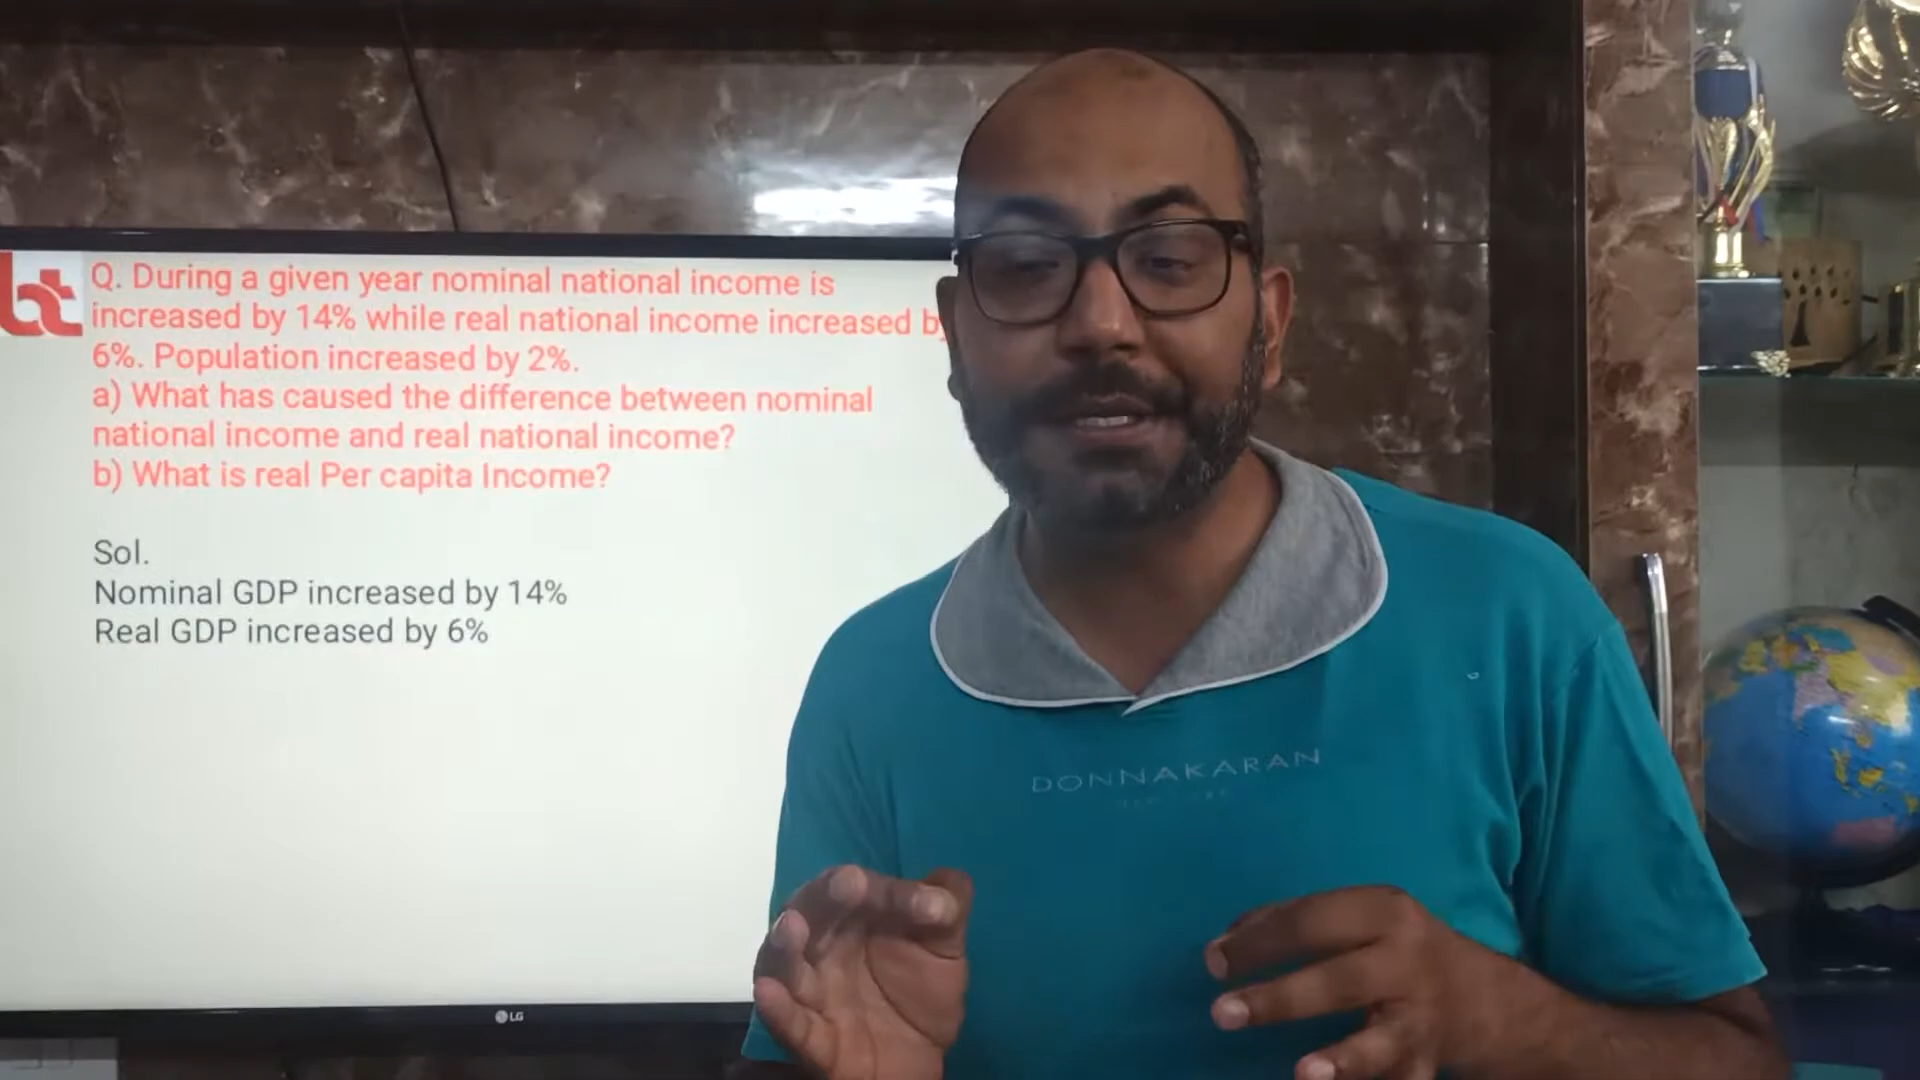 bt
Q. During a given year nominal national income is
increased by 14% while real national income increased by
6%. Population increased by 2%.
a) What has caused the difference between nominal
national income and real national income?
b) What is real Per capita Income?
Sol.
Nominal GDP increased by 14%
Real GDP increased by 6%
DONNAKARAN
LG